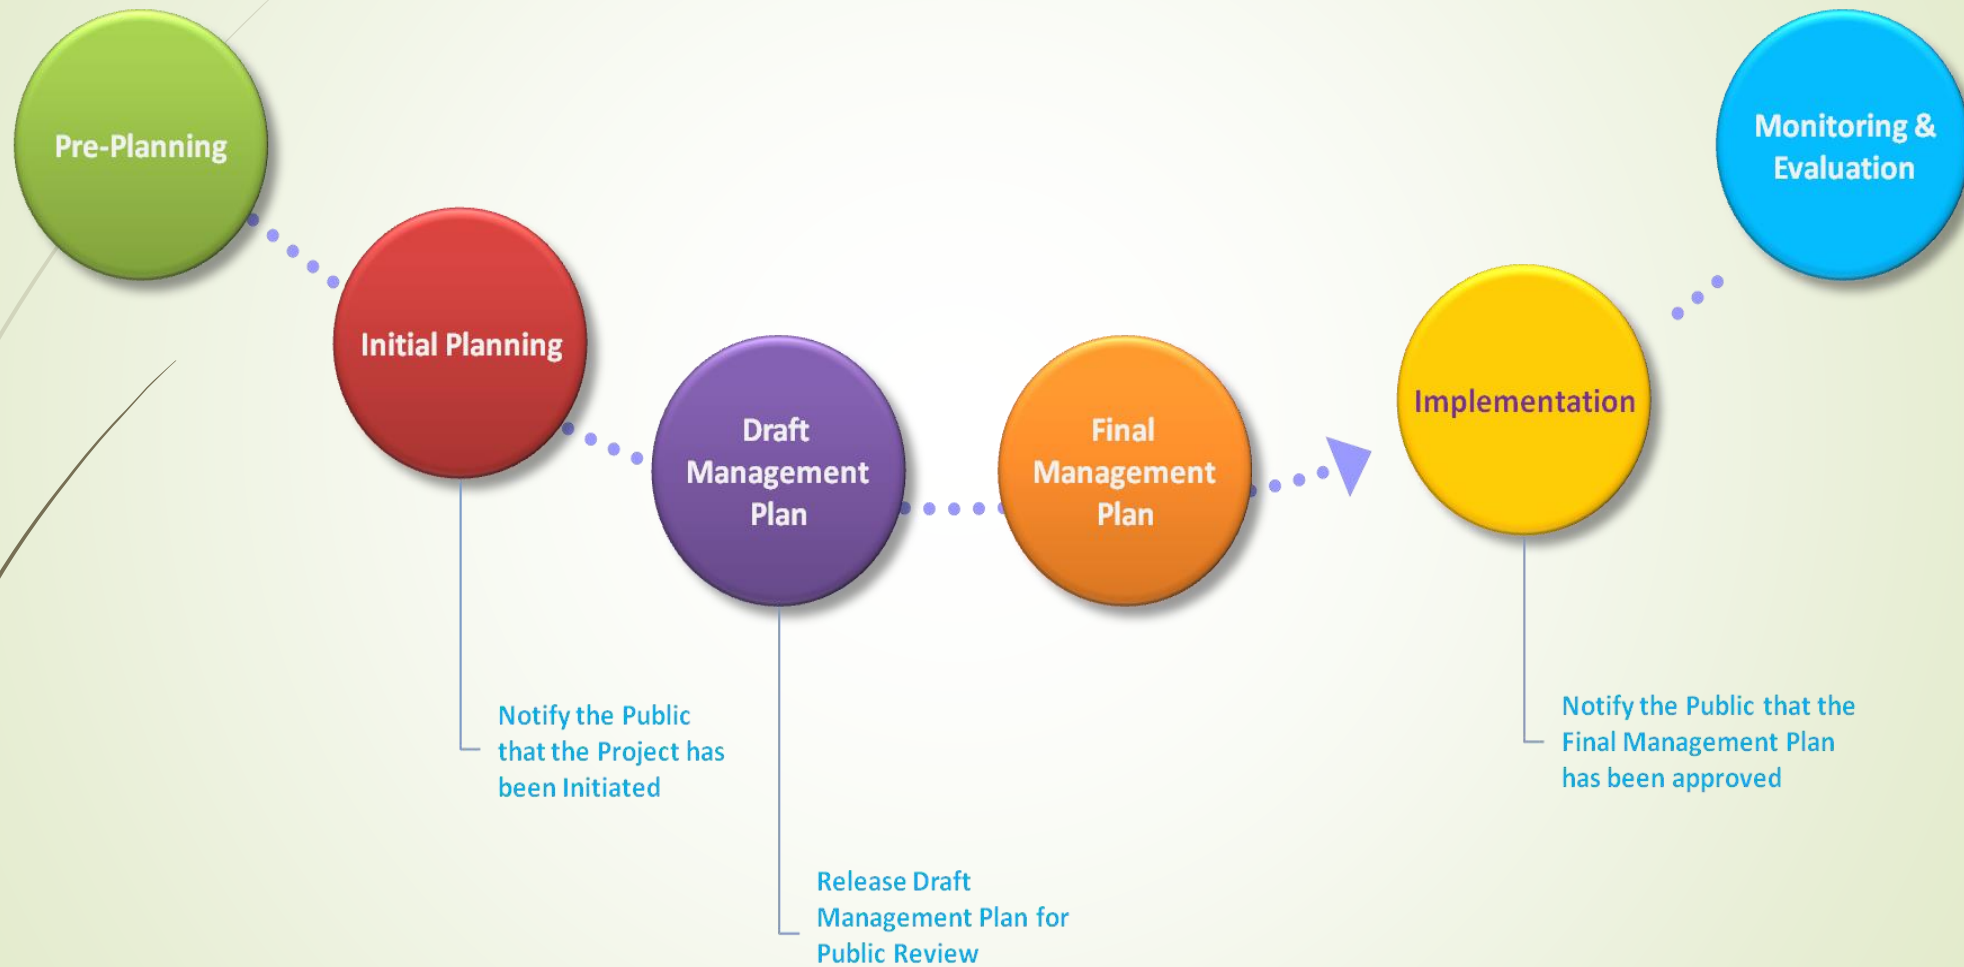 Pre-Planning
Initial Planning
Draft
Management
Plan
Final
Management
Plan
Implementation
Monitoring &
Evaluation
Notify the Public
that the Project has
been Initiated
Release Draft
Management Plan for
Public Review
Notify the Public that the
Final Management Plan
has been approved